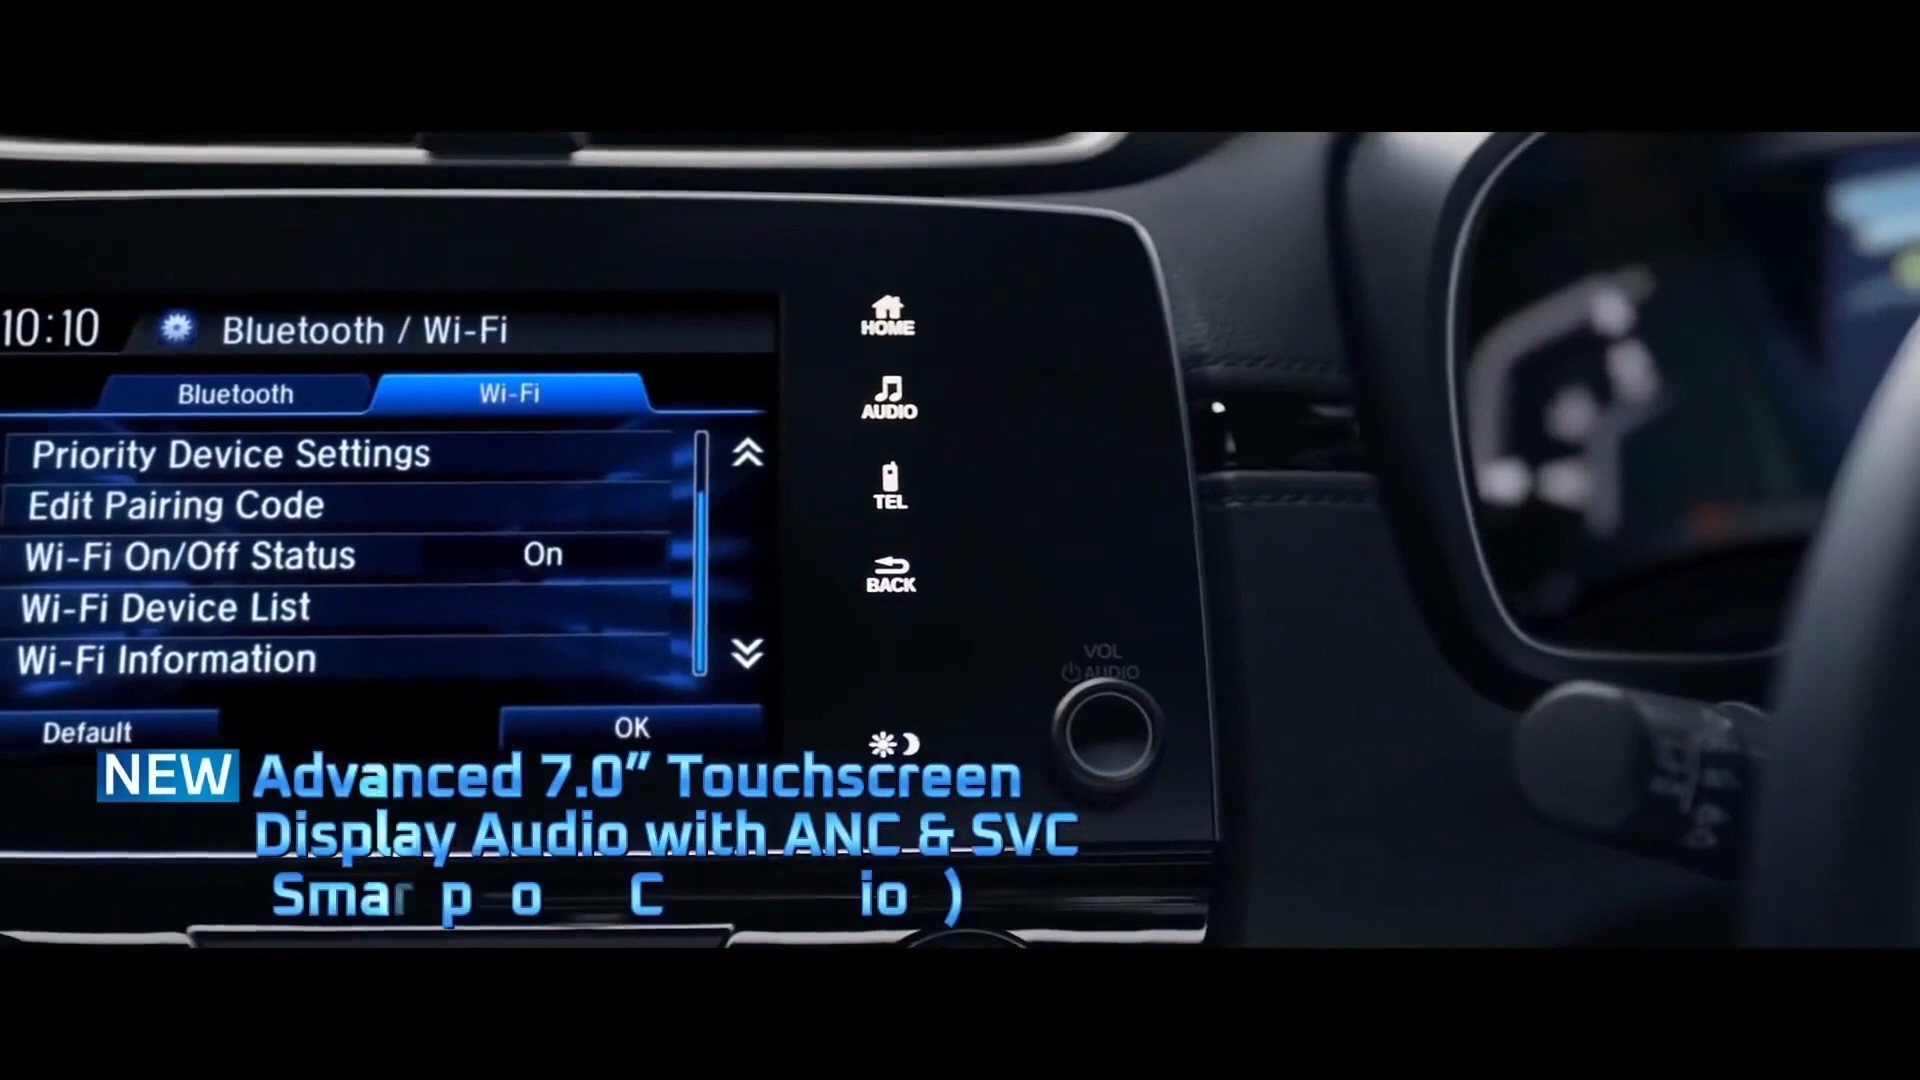 10:10 Bluetooth / Wi-Fi
Bluetooth Wi-Fi
Priority Device Settings
Edit Pairing Code
Wi-Fi On/Off Status On
Wi-Fi Device List
Wi-Fi Information
Default OK
HOME
AUDIO
TEL
BACK
VOL
AUDIO
NEW Advanced 7.0” Touchscreen
Display Audio with ANC & SVC